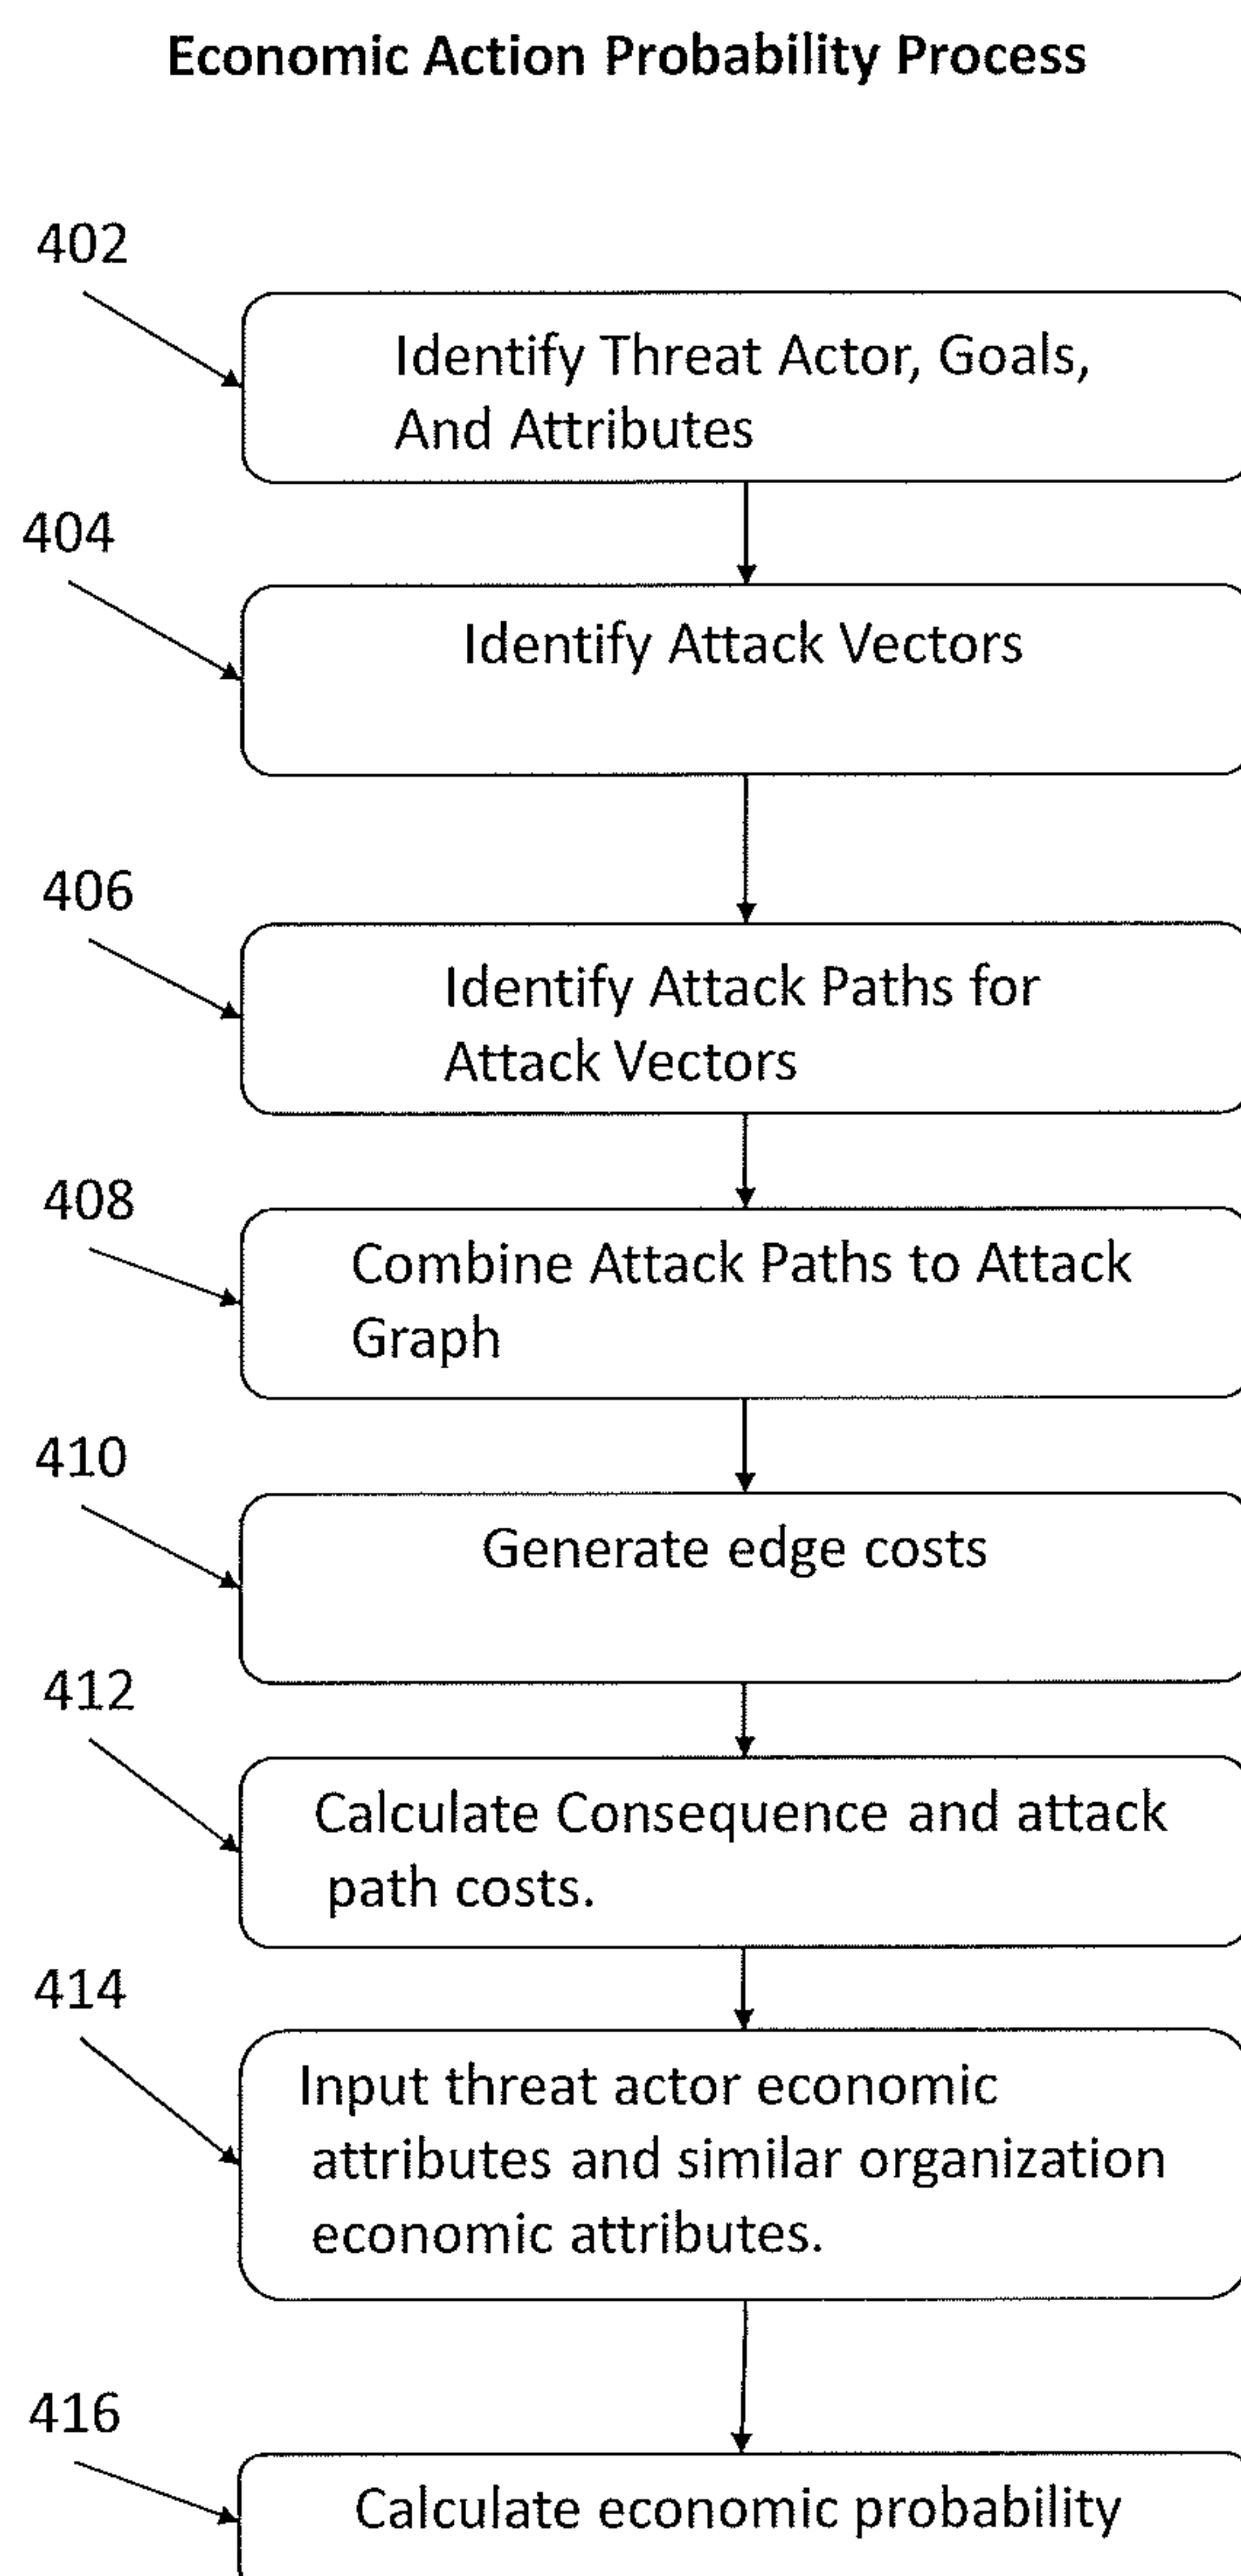 Economic Action Probability Process
402
Identify Threat Actor, Goals,
And Attributes
404
Identify Attack Vectors
406
Identify Attack Paths for
Attack Vectors
408
Combine Attack Paths to Attack
Graph
410
Generate edge costs
412
Calculate Consequence and attack
path costs.
414
Input threat actor economic
attributes and similar organization
economic attributes.
416
Calculate economic probability